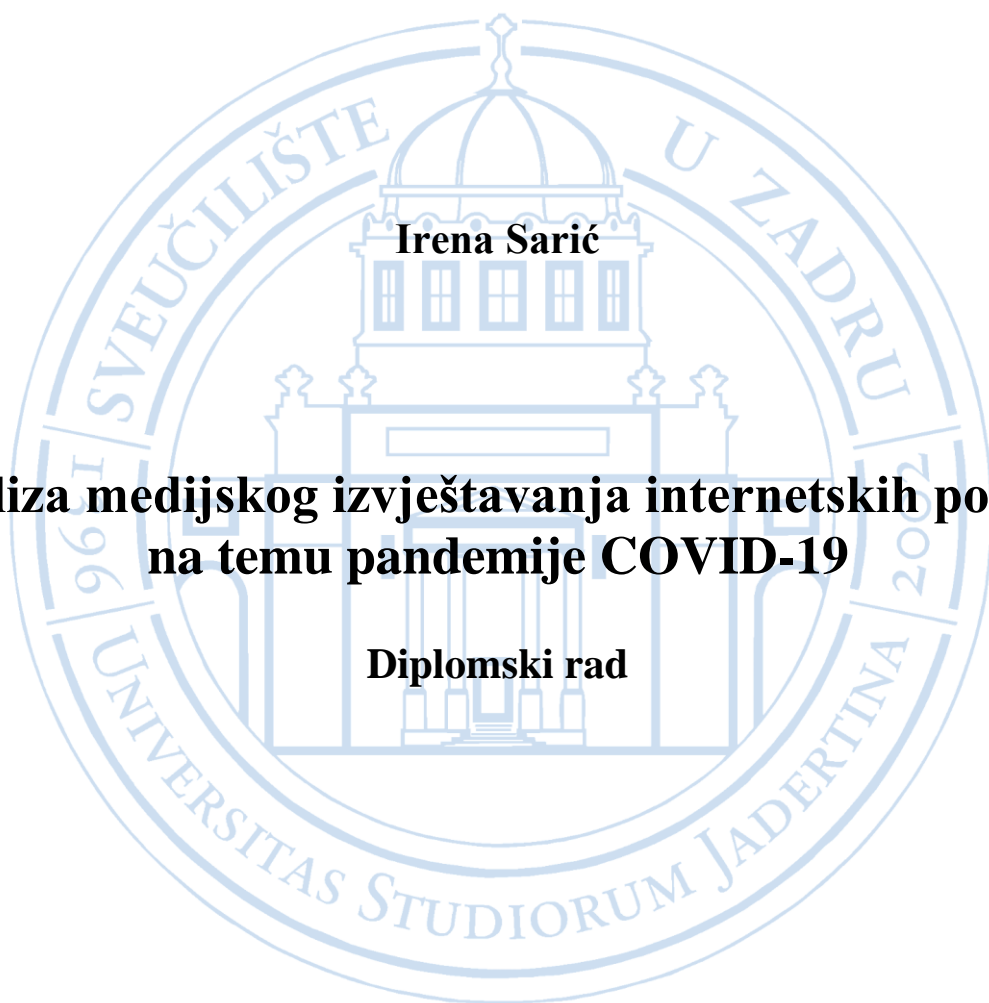 SVEUČILIŠTE U ZADRU
Irena Sarić
liza medijskog izvještavanja internetskih po
na temu pandemije COVID-19
Diplomski rad
1396
2002
UNIVERSITAS STUDIORUM JADERTINA